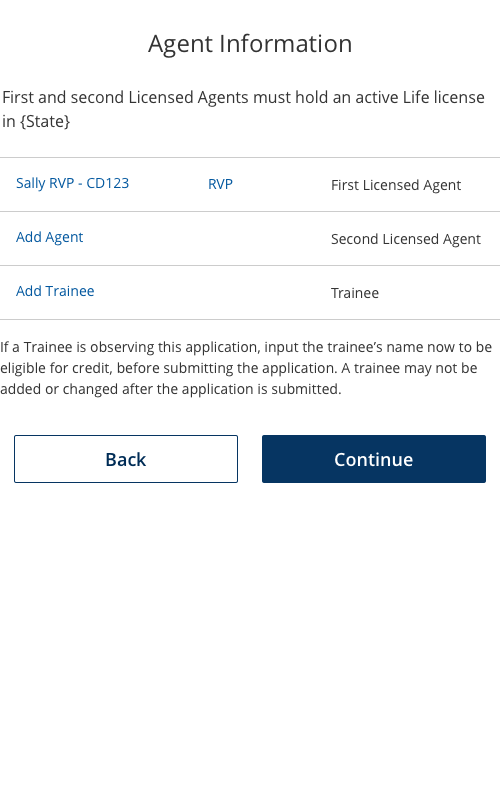 Agent Information
First and second Licensed Agents must hold an active Life license
in {State}
Sally RVP - CD123 RVP First Licensed Agent
Add Agent Second Licensed Agent
Add Trainee Trainee
If a Trainee is observing this application, input the trainee’s name now to be
eligible for credit, before submitting the application. A trainee may not be
added or changed after the application is submitted.
Back Continue